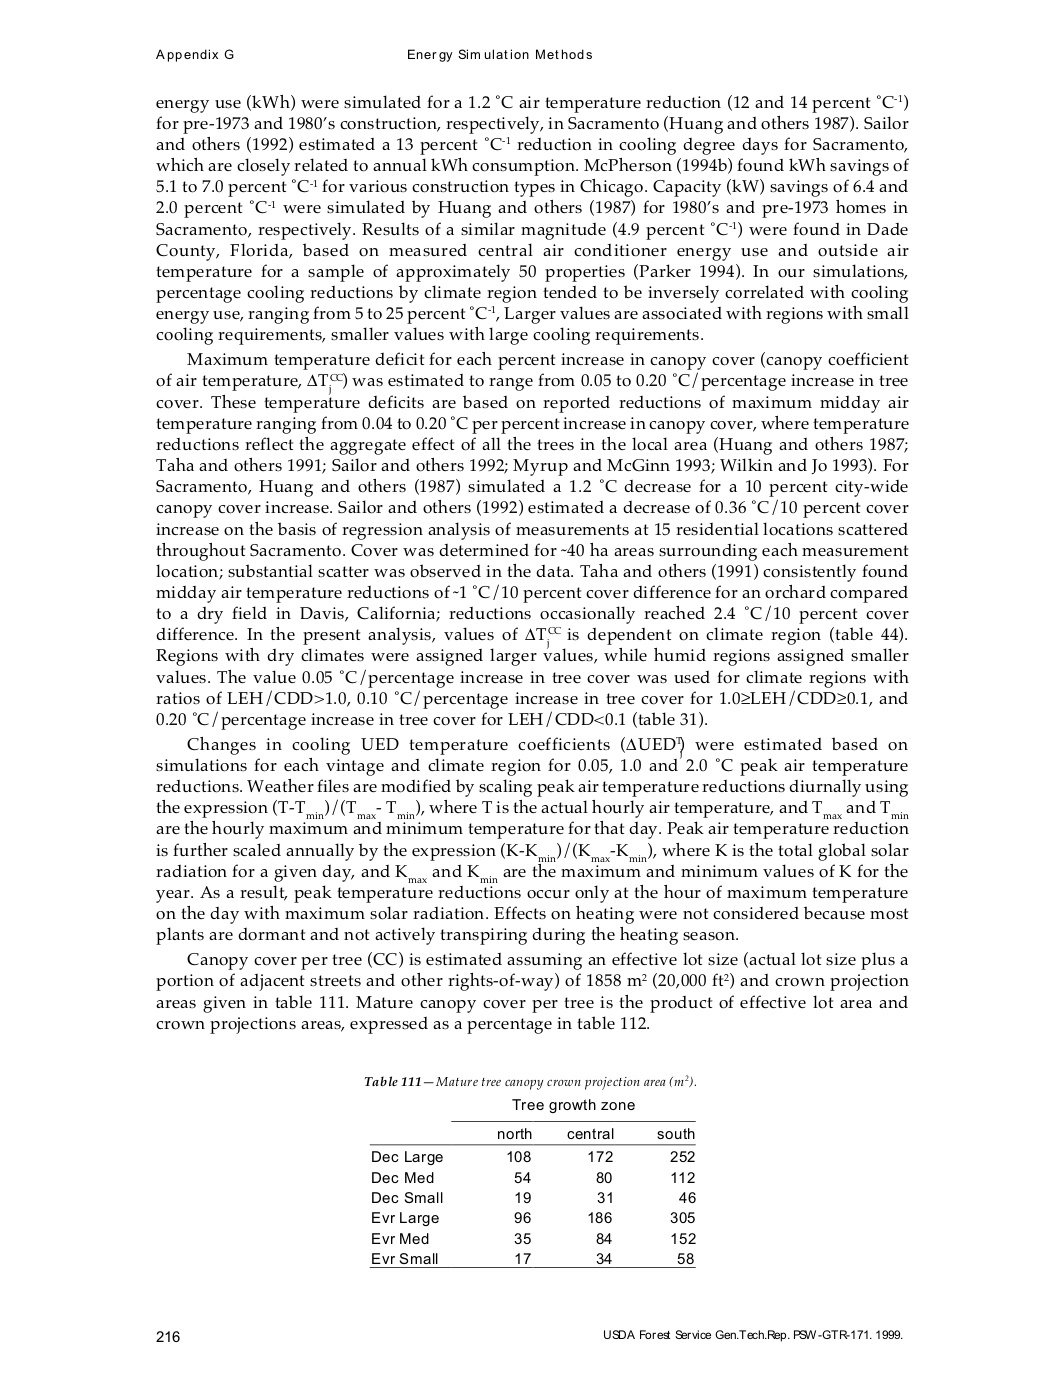 Appendix G Energy Simulation Methods
energy use (kWh) were simulated for a 1.2 ˚C air temperature reduction (12 and 14 percent ˚C-1)
for pre-1973 and 1980’s construction, respectively, in Sacramento (Huang and others 1987). Sailor
and others (1992) estimated a 13 percent ˚C-1 reduction in cooling degree days for Sacramento,
which are closely related to annual kWh consumption. McPherson (1994b) found kWh savings of
5.1 to 7.0 percent ˚C-1 for various construction types in Chicago. Capacity (kW) savings of 6.4 and
2.0 percent ˚C-1 were simulated by Huang and others (1987) for 1980’s and pre-1973 homes in
Sacramento, respectively. Results of a similar magnitude (4.9 percent ˚C-1) were found in Dade
County, Florida, based on measured central air conditioner energy use and outside air
temperature for a sample of approximately 50 properties (Parker 1994). In our simulations,
percentage cooling reductions by climate region tended to be inversely correlated with cooling
energy use, ranging from 5 to 25 percent ˚C-1, Larger values are associated with regions with small
cooling requirements, smaller values with large cooling requirements.
Maximum temperature deficit for each percent increase in canopy cover (canopy coefficient
of air temperature, ΔTjCC) was estimated to range from 0.05 to 0.20 ˚C/percentage increase in tree
cover. These temperature deficits are based on reported reductions of maximum midday air
temperature ranging from 0.04 to 0.20 ˚C per percent increase in canopy cover, where temperature
reductions reflect the aggregate effect of all the trees in the local area (Huang and others 1987;
Taha and others 1991; Sailor and others 1992; Myrup and McGinn 1993; Wilkin and Jo 1993). For
Sacramento, Huang and others (1987) simulated a 1.2 ˚C decrease for a 10 percent city-wide
canopy cover increase. Sailor and others (1992) estimated a decrease of 0.36 ˚C/10 percent cover
increase on the basis of regression analysis of measurements at 15 residential locations scattered
throughout Sacramento. Cover was determined for ~40 ha areas surrounding each measurement
location; substantial scatter was observed in the data. Taha and others (1991) consistently found
midday air temperature reductions of ~1 ˚C/10 percent cover difference for an orchard compared
to a dry field in Davis, California; reductions occasionally reached 2.4 ˚C/10 percent cover
difference. In the present analysis, values of ΔTjCC is dependent on climate region (table 44).
Regions with dry climates were assigned larger values, while humid regions assigned smaller
values. The value 0.05 ˚C/percentage increase in tree cover was used for climate regions with
ratios of LEH/CDD>1.0, 0.10 ˚C/percentage increase in tree cover for 1.0≥LEH/CDD≥0.1, and
0.20 ˚C/percentage increase in tree cover for LEH/CDD<0.1 (table 31).
Changes in cooling UED temperature coefficients (ΔUEDjT) were estimated based on
simulations for each vintage and climate region for 0.05, 1.0 and 2.0 ˚C peak air temperature
reductions. Weather files are modified by scaling peak air temperature reductions diurnally using
the expression (T-Tmin)/(Tmax- Tmin), where T is the actual hourly air temperature, and Tmax and Tmin
are the hourly maximum and minimum temperature for that day. Peak air temperature reduction
is further scaled annually by the expression (K-Kmin)/(Kmax-Kmin), where K is the total global solar
radiation for a given day, and Kmax and Kmin are the maximum and minimum values of K for the
year. As a result, peak temperature reductions occur only at the hour of maximum temperature
on the day with maximum solar radiation. Effects on heating were not considered because most
plants are dormant and not actively transpiring during the heating season.
Canopy cover per tree (CC) is estimated assuming an effective lot size (actual lot size plus a
portion of adjacent streets and other rights-of-way) of 1858 m2 (20,000 ft2) and crown projection
areas given in table 111. Mature canopy cover per tree is the product of effective lot area and
crown projections areas, expressed as a percentage in table 112.
Table 111—Mature tree canopy crown projection area (m2).
Tree growth zone
north central south
Dec Large 108 172 252
Dec Med 54 80 112
Dec Small 19 31 46
Evr Large 96 186 305
Evr Med 35 84 152
Evr Small 17 34 58
216 USDA Forest Service Gen.Tech.Rep. PSW-GTR-171. 1999.